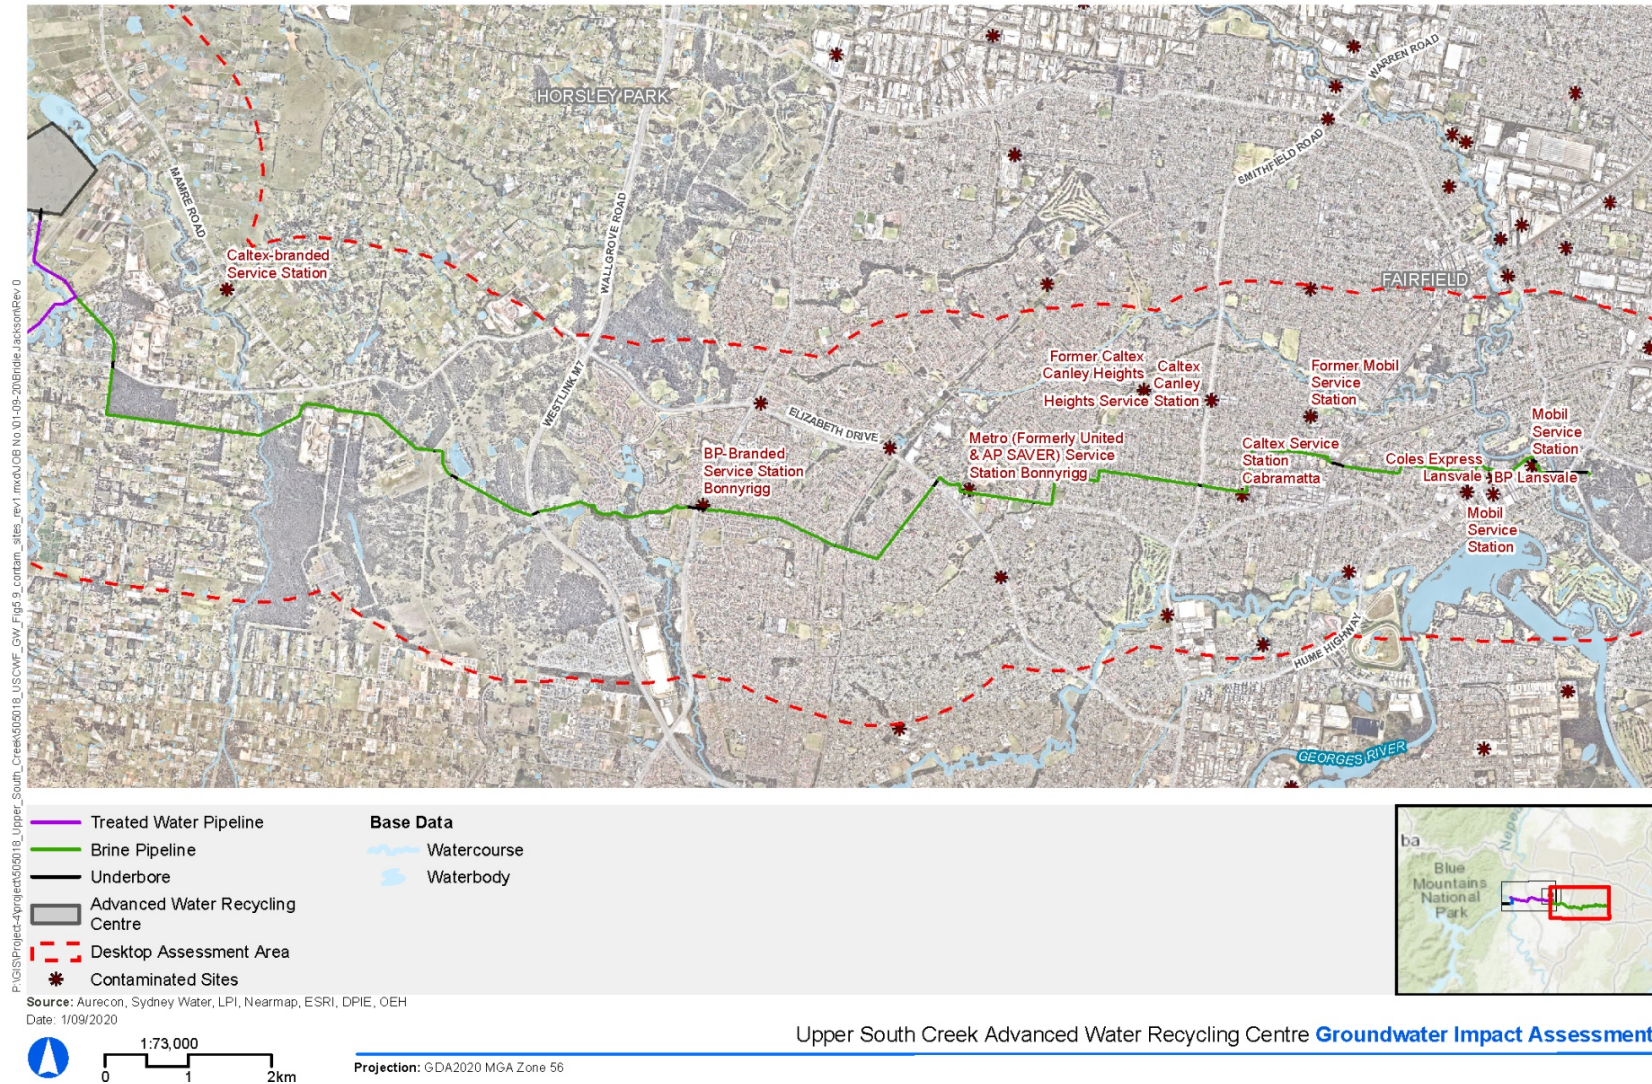 HORSLEY PARK
WARREN ROAD
SMITHFIELD ROAD
MAMRE ROAD
WALLGROVE ROAD
Caltex-branded
Service Station
FAIRFIELD
WESTLINK M7
ELIZABETH DRIVE
Former Caltex
Canley Heights
Caltex
Canley
Heights Service Station
Former Mobil
Service
Station
Mobil
Service
Station
BP-Branded
Service Station
Bonnyrigg
Metro (Formerly United
& AP SAVER) Service
Station Bonnyrigg
Caltex Service
Station
Cabramatta
Coles Express
Lansvale
BP Lansvale
Mobil
Service
Station
HUME HIGHWAY
GEORGES RIVER
Treated Water Pipeline
Brine Pipeline
Underbore
Advanced Water Recycling
Centre
Desktop Assessment Area
Contaminated Sites
Base Data
Watercourse
Waterbody
ba
Blue
Mountains
National
Park
Source: Aurecon, Sydney Water, LPI, Nearmap, ESRI, DPIE, OEH
Date: 1/09/2020
1:73,000
0 1 2km
Projection: GDA2020 MGA Zone 56
Upper South Creek Advanced Water Recycling Centre Groundwater Impact Assessment